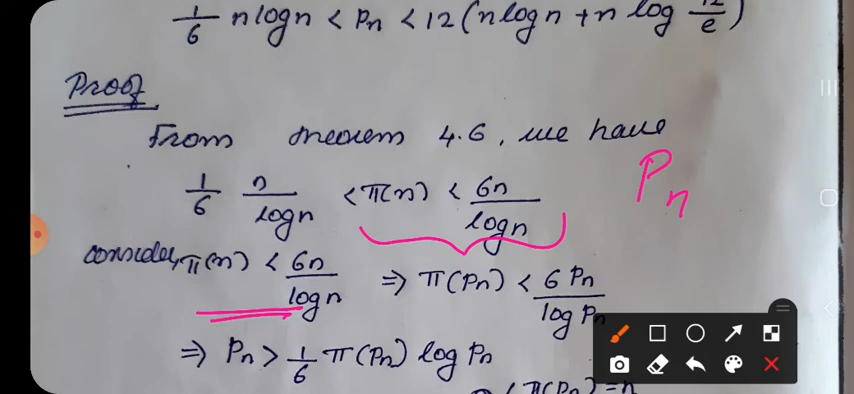 1/6 n log n < Pn < 12 (n log n + n log 12/e)
Proof
From theorem 4.6, we have
1/6 n/log n < π(n) < 6n/log n
Pn
consider, π(n) < 6n/log n ⇒ π(Pn) < 6Pn/log Pn
⇒ Pn > 1/6 π(Pn) log Pn
(π(Pn) = n